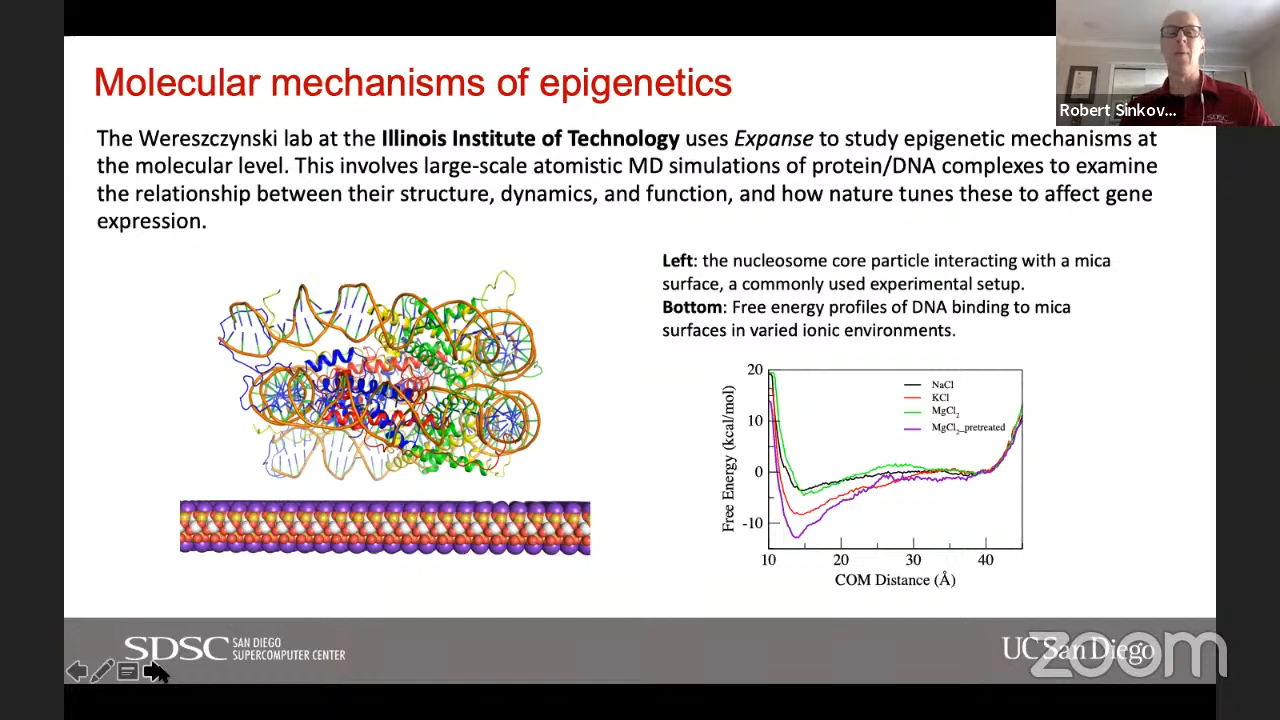 Molecular mechanisms of epigenetics
Robert Sinkov...
The Wereszczynski lab at the Illinois Institute of Technology uses Expanse to study epigenetic mechanisms at
the molecular level. This involves large-scale atomistic MD simulations of protein/DNA complexes to examine
the relationship between their structure, dynamics, and function, and how nature tunes these to affect gene
expression.
Left: the nucleosome core particle interacting with a mica
surface, a commonly used experimental setup.
Bottom: Free energy profiles of DNA binding to mica
surfaces in varied ionic environments.
20
10
0
-10
Free Energy (kcal/mol)
NaCl
KCl
MgCl2
MgCl2_pretreated
10 20 30 40
COM Distance (Å)
SDSC SAN DIEGO
SUPERCOMPUTER CENTER
UC San Diego
zoom